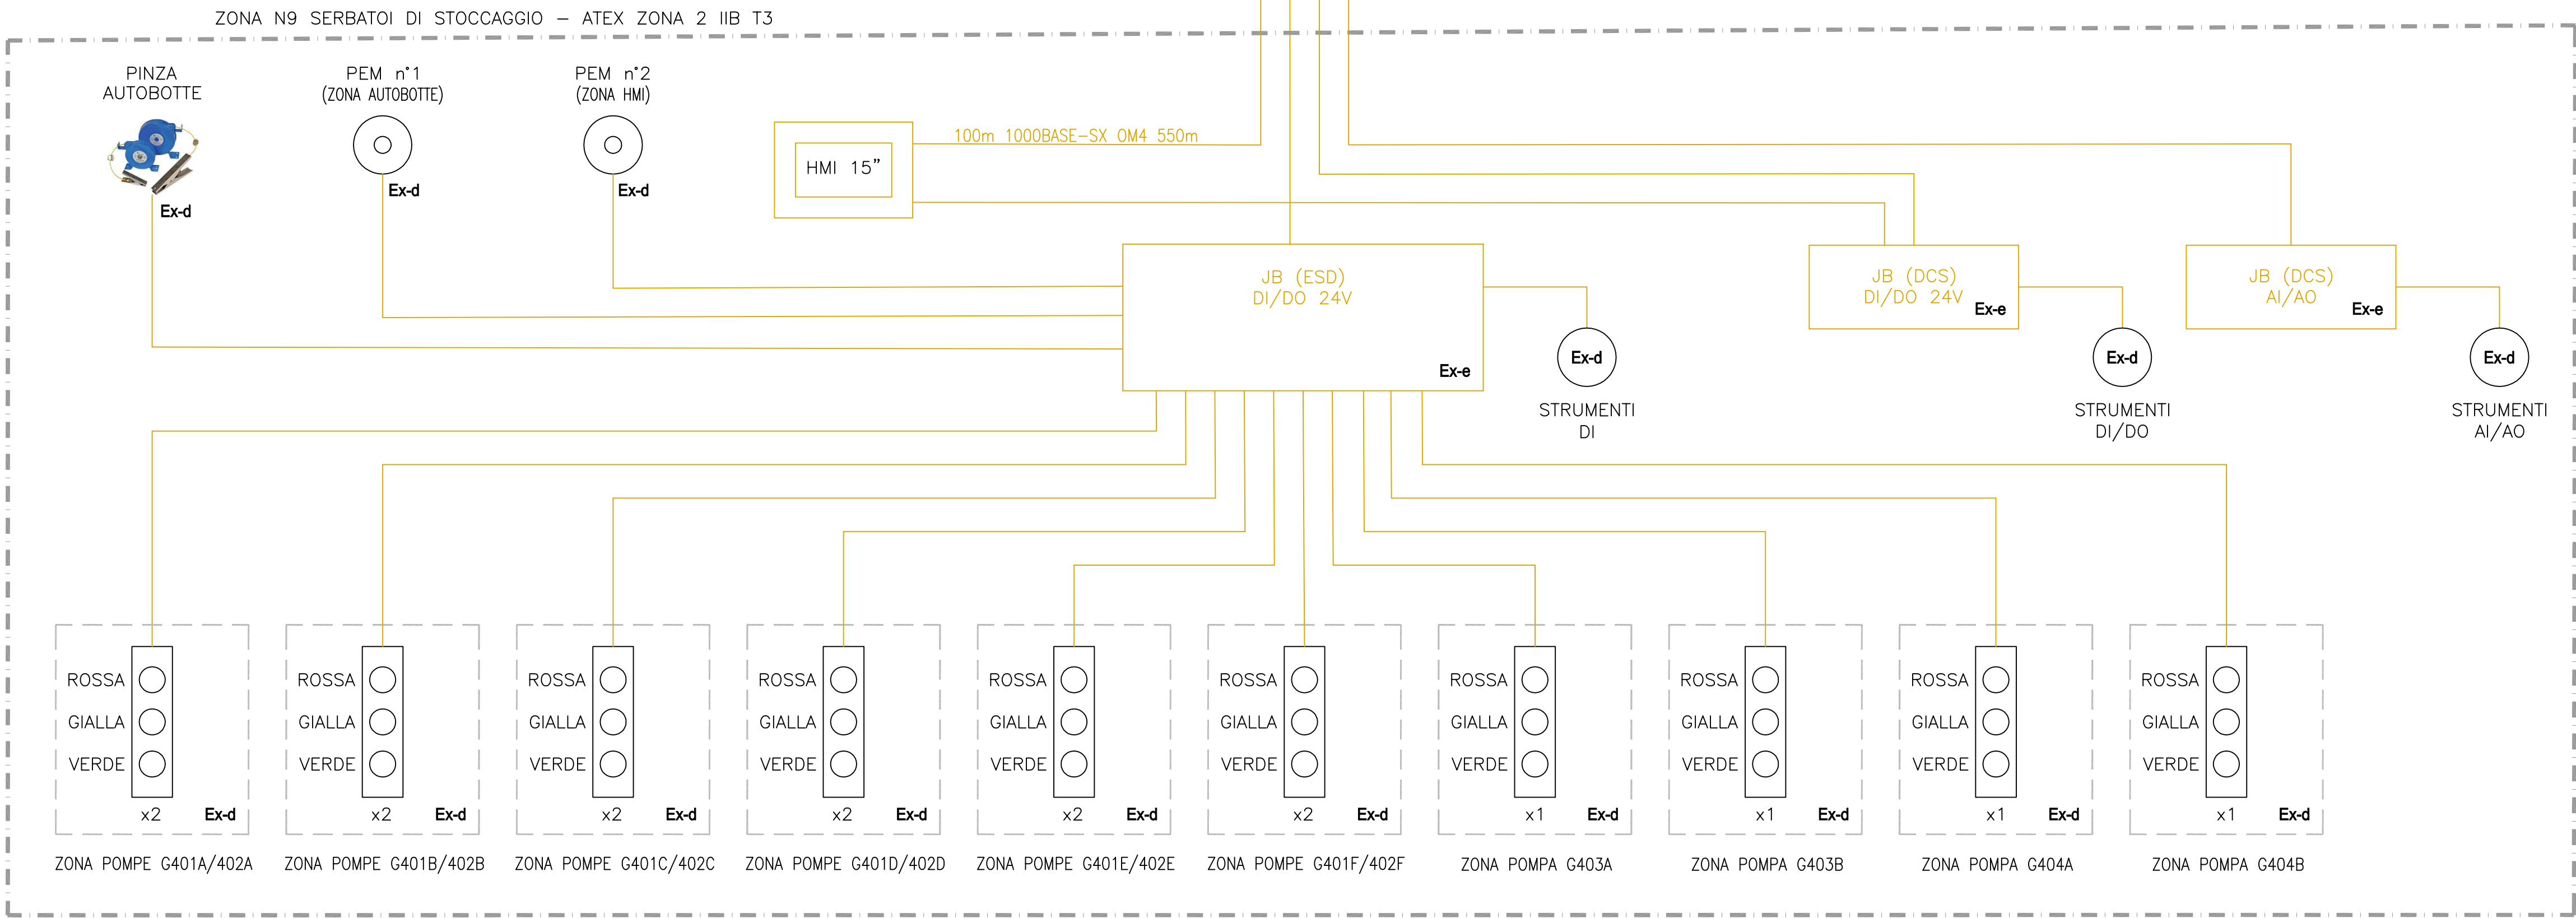 ZONA N9 SERBATOI DI STOCCAGGIO – ATEX ZONA 2 IIB T3
PINZA
AUTOBOTTE
Ex-d
PEM n°1
(ZONA AUTOBOTTE)
Ex-d
PEM n°2
(ZONA HMI)
Ex-d
HMI 15”
100m 1000BASE–SX OM4 550m
JB (ESD)
DI/DO 24V
Ex-e
Ex-d
STRUMENTI
DI
JB (DCS)
DI/DO 24V
Ex-e
Ex-d
STRUMENTI
DI/DO
JB (DCS)
AI/AO
Ex-e
Ex-d
STRUMENTI
AI/AO
ROSSA
GIALLA
VERDE
x2 Ex-d
ZONA POMPE G401A/402A
ROSSA
GIALLA
VERDE
x2 Ex-d
ZONA POMPE G401B/402B
ROSSA
GIALLA
VERDE
x2 Ex-d
ZONA POMPE G401C/402C
ROSSA
GIALLA
VERDE
x2 Ex-d
ZONA POMPE G401D/402D
ROSSA
GIALLA
VERDE
x2 Ex-d
ZONA POMPE G401E/402E
ROSSA
GIALLA
VERDE
x2 Ex-d
ZONA POMPE G401F/402F
ROSSA
GIALLA
VERDE
x1 Ex-d
ZONA POMPA G403A
ROSSA
GIALLA
VERDE
x1 Ex-d
ZONA POMPA G403B
ROSSA
GIALLA
VERDE
x1 Ex-d
ZONA POMPA G404A
ROSSA
GIALLA
VERDE
x1 Ex-d
ZONA POMPA G404B